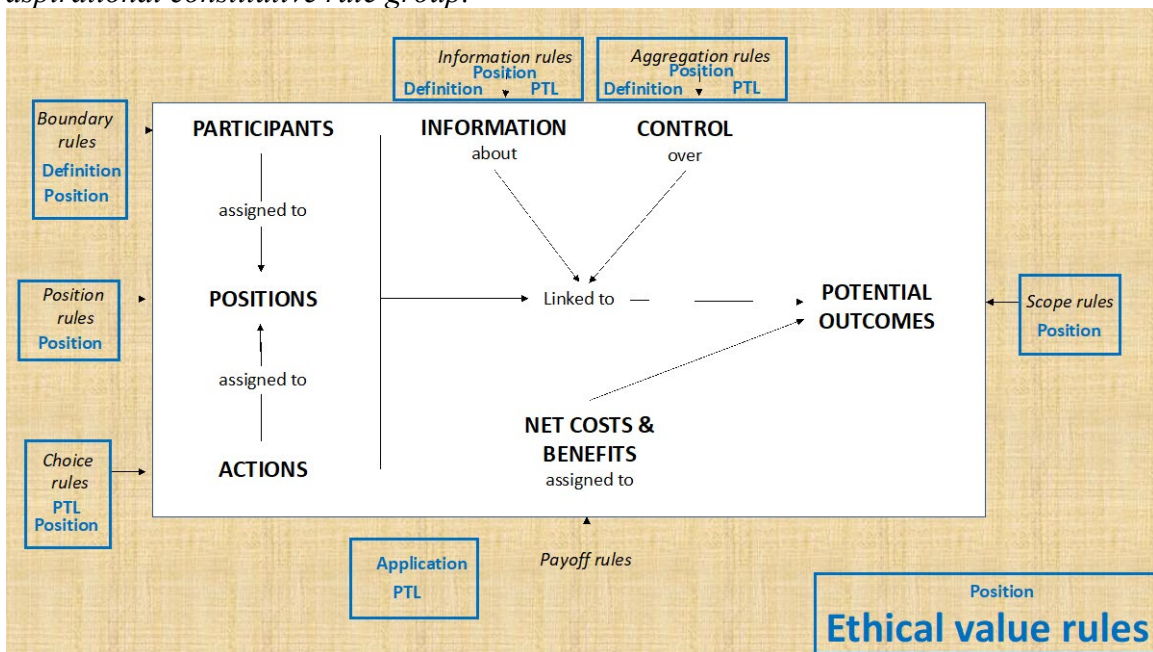 aspirational constitutive rule group.
Information rules
Position
Definition PTL
Aggregation rules
Position
Definition PTL
Boundary
rules
Definition
Position
PARTICIPANTS
assigned to
INFORMATION
about
CONTROL
over
Position
rules
Position
POSITIONS
Linked to
POTENTIAL
OUTCOMES
Scope rules
Position
assigned to
NET COSTS &
BENEFITS
assigned to
Choice
rules
PTL
Position
ACTIONS
Application
PTL
Payoff rules
Position
Ethical value rules